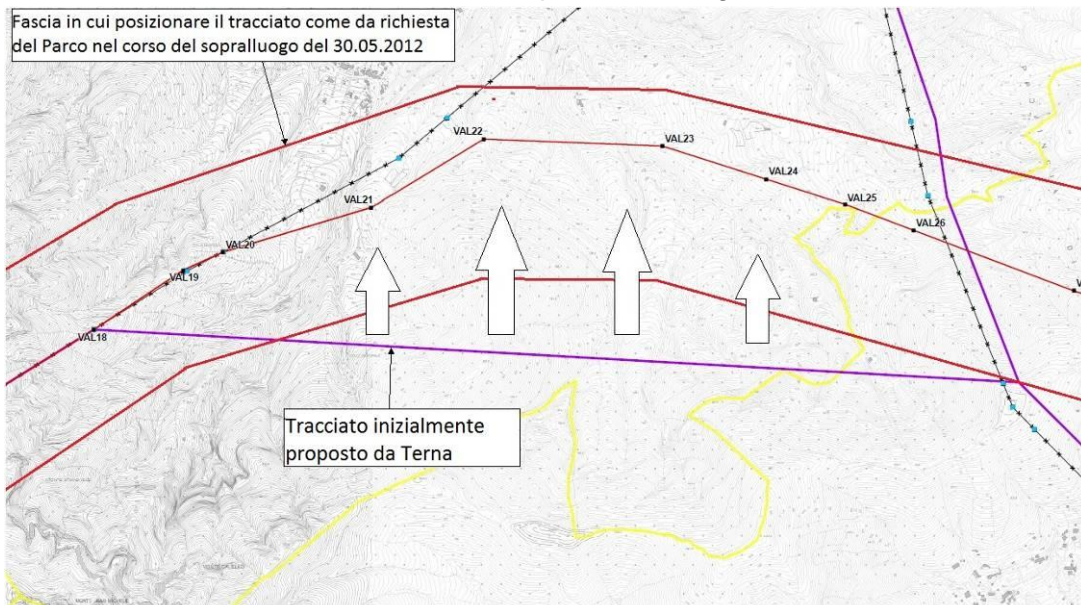 Fascia in cui posizionare il tracciato come da richiesta
del Parco nel corso del sopralluogo del 30.05.2012
VAL22
VAL23
VAL24
VAL21
VAL25
VAL26
VAL20
VAL19
VAL18
Tracciato inizialmente
proposto da Terna